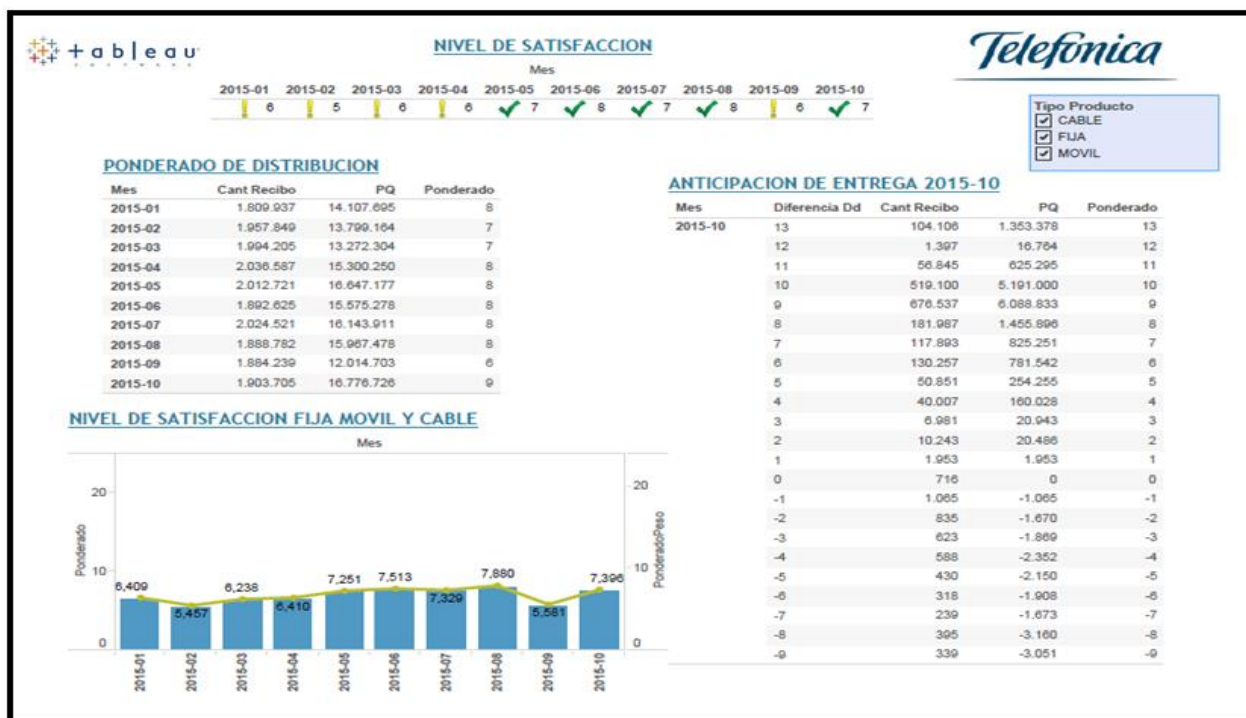 + a b l e a u
S O F T W A R E
NIVEL DE SATISFACCION
Telefónica
Mes
2015-01 2015-02 2015-03 2015-04 2015-05 2015-06 2015-07 2015-08 2015-09 2015-10
6 5 6 6 7 8 7 8 6 7
Tipo Producto
CABLE
FIJA
MOVIL
PONDERADO DE DISTRIBUCION
Mes Cant Recibo PQ Ponderado
2015-01 1.809.937 14.107.695 8
2015-02 1.957.849 13.799.164 7
2015-03 1.994.205 13.272.304 7
2015-04 2.036.587 15.300.250 8
2015-05 2.012.721 16.647.177 8
2015-06 1.892.625 15.575.278 8
2015-07 2.024.521 16.143.911 8
2015-08 1.888.782 15.967.478 8
2015-09 1.884.239 12.014.703 6
2015-10 1.903.705 16.776.726 9
ANTICIPACION DE ENTREGA 2015-10
Mes Diferencia Dd Cant Recibo PQ Ponderado
2015-10 13 104.106 1.353.378 13
12 1.397 16.764 12
11 56.845 625.295 11
10 519.100 5.191.000 10
9 676.537 6.088.833 9
8 181.987 1.455.896 8
7 117.893 825.251 7
6 130.257 781.542 6
5 50.851 254.255 5
4 40.007 160.028 4
3 6.981 20.943 3
2 10.243 20.486 2
1 1.953 1.953 1
0 716 0 0
-1 1.065 -1.065 -1
-2 835 -1.670 -2
-3 623 -1.869 -3
-4 588 -2.352 -4
-5 430 -2.150 -5
-6 318 -1.908 -6
-7 239 -1.673 -7
-8 395 -3.160 -8
-9 339 -3.051 -9
NIVEL DE SATISFACCION FIJA MOVIL Y CABLE
Mes
Ponderado
20
10
0
6,409 5,457 6,238 6,410 7,251 7,513 7,329 7,880 5,581 7,396
20
10
0
PonderadoPeso
2015-01 2015-02 2015-03 2015-04 2015-05 2015-06 2015-07 2015-08 2015-09 2015-10